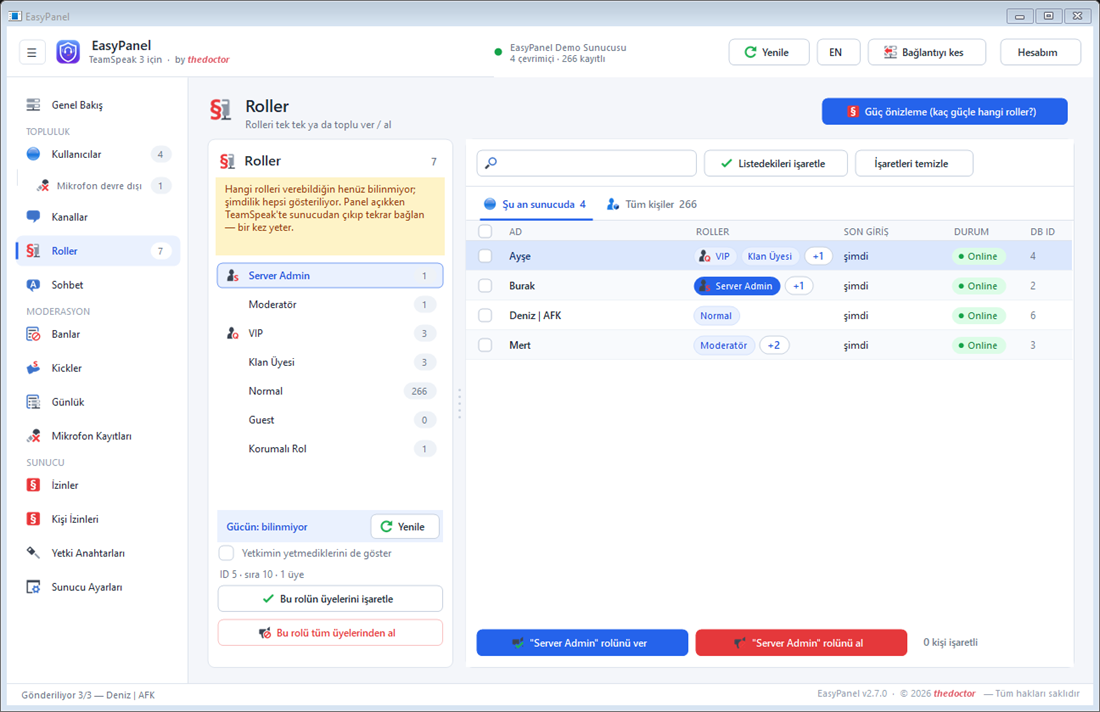 EasyPanel
EasyPanel
TeamSpeak 3 için · by thedoctor
EasyPanel Demo Sunucusu
4 çevrimiçi · 266 kayıtlı
Yenile
EN
Bağlantıyı kes
Hesabım
Genel Bakış
TOPLULUK
Kullanıcılar 4
Mikrofon devre dışı 1
Kanallar
Roller 7
Sohbet
MODERASYON
Banlar
Kickler
Günlük
Mikrofon Kayıtları
SUNUCU
İzinler
Kişi İzinleri
Yetki Anahtarları
Sunucu Ayarları
Roller
Rolleri tek tek ya da toplu ver / al
Güç önizleme (kaç güçle hangi roller?)
Roller 7
Hangi rolleri verebildiğin henüz bilinmiyor;
şimdilik hepsi gösteriliyor. Panel açıkken
TeamSpeak'te sunucudan çıkıp tekrar bağlan
— bir kez yeter.
Server Admin 1
Moderatör 1
VIP 3
Klan Üyesi 3
Normal 266
Guest 0
Korumalı Rol 1
Gücün: bilinmiyor
Yenile
Yetkimin yetmediklerini de göster
ID 5 · sıra 10 · 1 üye
Bu rolün üyelerini işaretle
Bu rolü tüm üyelerinden al
Listedekileri işaretle
İşaretleri temizle
Şu an sunucuda 4
Tüm kişiler 266
AD ROLLER SON GİRİŞ DURUM DB ID
Ayşe VIP Klan Üyesi +1 şimdi Online 4
Burak Server Admin +1 şimdi Online 2
Deniz | AFK Normal şimdi Online 6
Mert Moderatör +2 şimdi Online 3
"Server Admin" rolünü ver
"Server Admin" rolünü al
0 kişi işaretli
Gönderiliyor 3/3 — Deniz | AFK
EasyPanel v2.7.0 · © 2026 thedoctor — Tüm hakları saklıdır